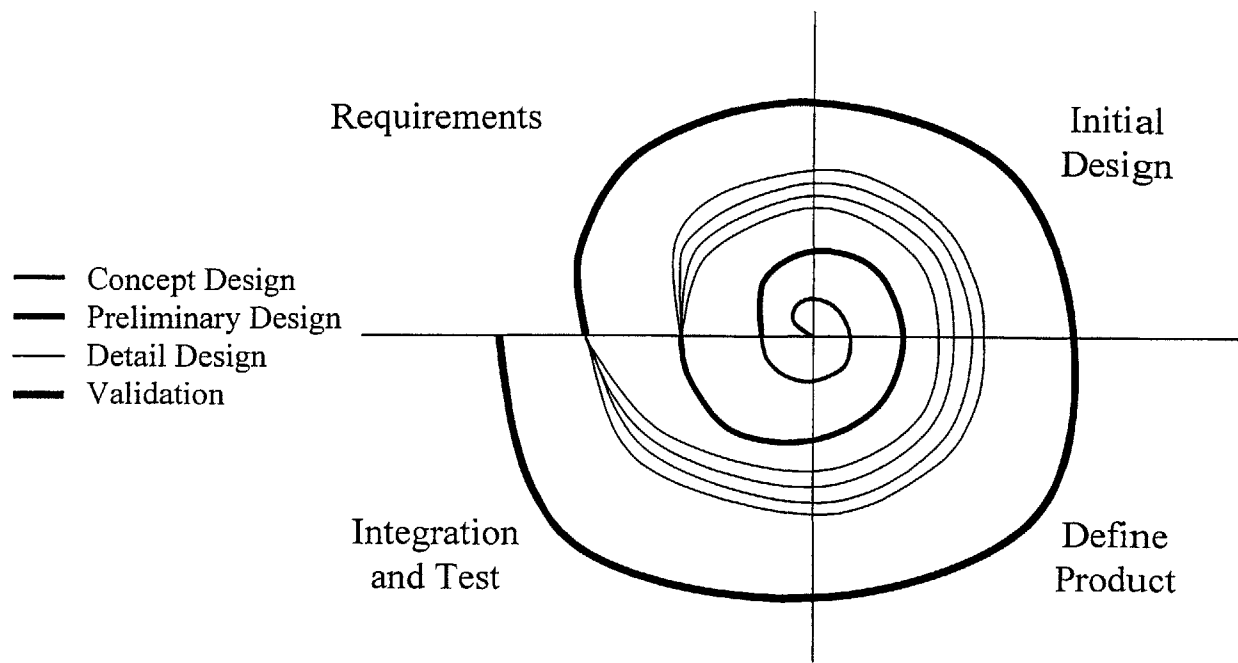 Requirements
Initial
Design
Concept Design
Preliminary Design
Detail Design
Validation
Integration
and Test
Define
Product